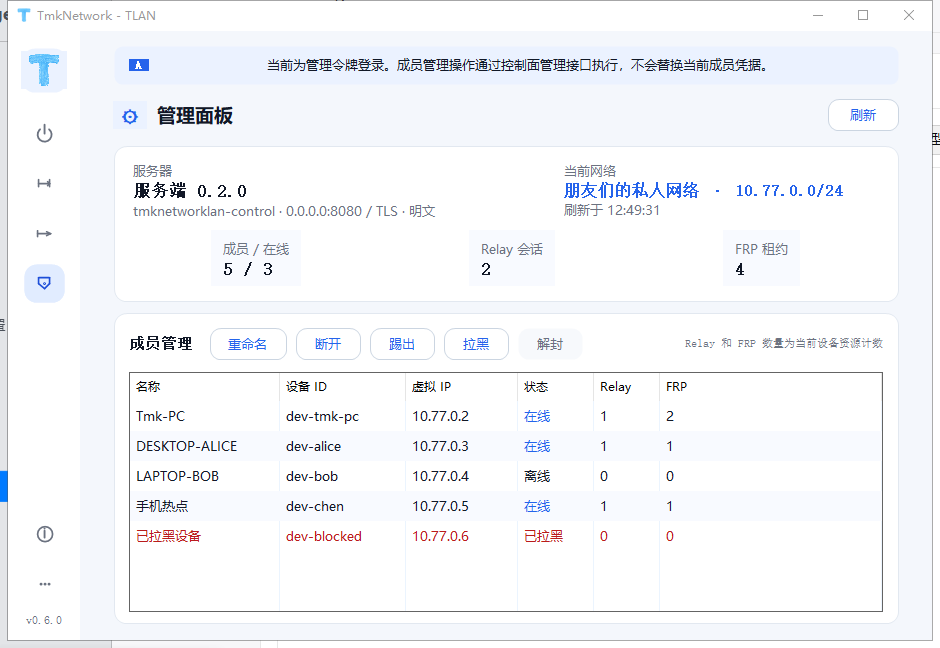 TmkNetwork - TLAN
当前为管理令牌登录。成员管理操作通过控制面管理接口执行，不会替换当前成员凭据。
管理面板
刷新
服务器
服务端 0.2.0
tmknetworklan-control · 0.0.0.0:8080 / TLS · 明文
当前网络
朋友们的私人网络 · 10.77.0.0/24
刷新于 12:49:31
成员 / 在线
5 / 3
Relay 会话
2
FRP 租约
4
成员管理 重命名 断开 踢出 拉黑 解封 Relay 和 FRP 数量为当前设备资源计数
名称 设备 ID 虚拟 IP 状态 Relay FRP
Tmk-PC dev-tmk-pc 10.77.0.2 在线 1 2
DESKTOP-ALICE dev-alice 10.77.0.3 在线 1 1
LAPTOP-BOB dev-bob 10.77.0.4 离线 0 0
手机热点 dev-chen 10.77.0.5 在线 1 1
已拉黑设备 dev-blocked 10.77.0.6 已拉黑 0 0
v0.6.0